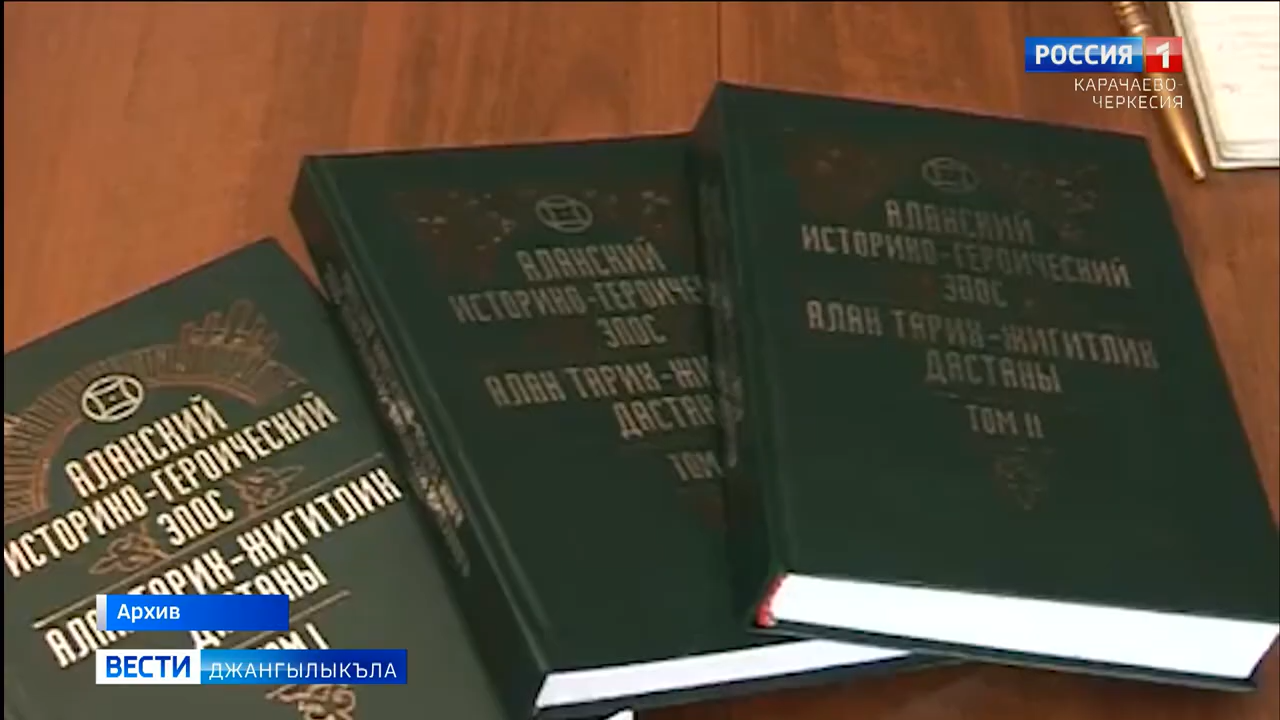 РОССИЯ 1
КАРАЧАЕВО-
ЧЕРКЕСИЯ
АЛАНСКИЙ
ИСТОРИКО-ГЕРОИЧЕСКИЙ
ЭПОС
АЛАН ТАРИХ-ЖИГИТЛИК
ДАСТАНЫ
ТОМ I
АЛАНСКИЙ
ИСТОРИКО-ГЕРОИЧЕ
ЭПОС
АЛАН ТАРИХ-ЖИ
ДАСТА
ТОМ
АЛАНСКИЙ
ИСТОРИКО-ГЕРОИЧЕСКИЙ
ЭПОС
АЛАН ТАРИХ-ЖИГИТЛИК
ДАСТАНЫ
ТОМ II
Архив
ВЕСТИ ДЖАНГЫЛЫКЪЛА